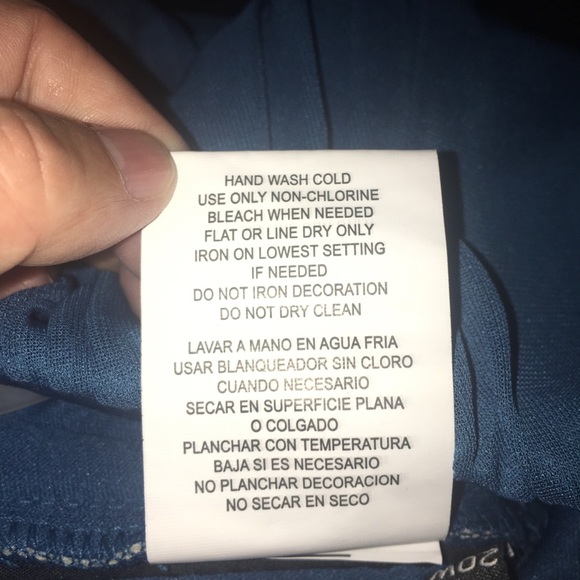 HAND WASH COLD
USE ONLY NON-CHLORINE
BLEACH WHEN NEEDED
FLAT OR LINE DRY ONLY
IRON ON LOWEST SETTING
IF NEEDED
DO NOT IRON DECORATION
DO NOT DRY CLEAN
LAVAR A MANO EN AGUA FRIA
USAR BLANQUEADOR SIN CLORO
CUANDO NECESARIO
SECAR EN SUPERFICIE PLANA
O COLGADO
PLANCHAR CON TEMPERATURA
BAJA SI ES NECESARIO
NO PLANCHAR DECORACION
NO SECAR EN SECO